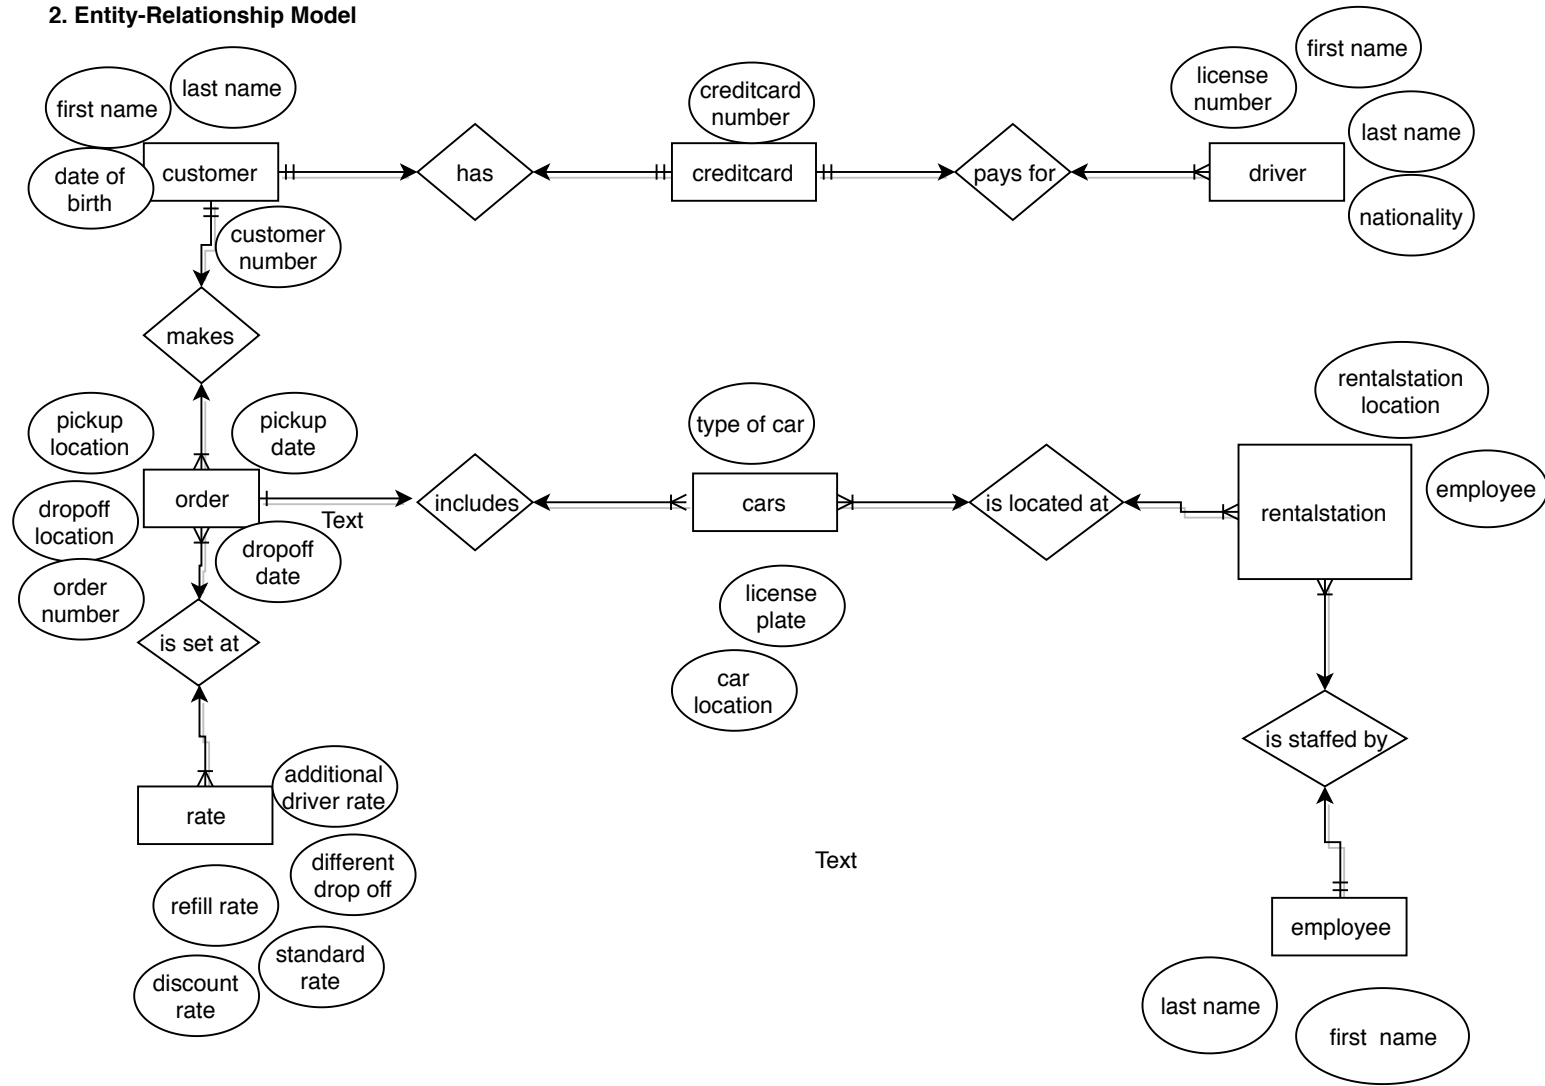 2. Entity-Relationship Model
first name
last name
date of
birth
customer
customer
number
has
creditcard
number
creditcard
pays for
license
number
first name
last name
driver
nationality
makes
pickup
location
pickup
date
order
dropoff
location
Text
dropoff
date
order
number
includes
type of car
cars
license
plate
car
location
is located at
rentalstation
location
employee
rentalstation
is set at
is staffed by
rate
additional
driver rate
different
drop off
refill rate
standard
rate
discount
rate
Text
employee
last name
first  name